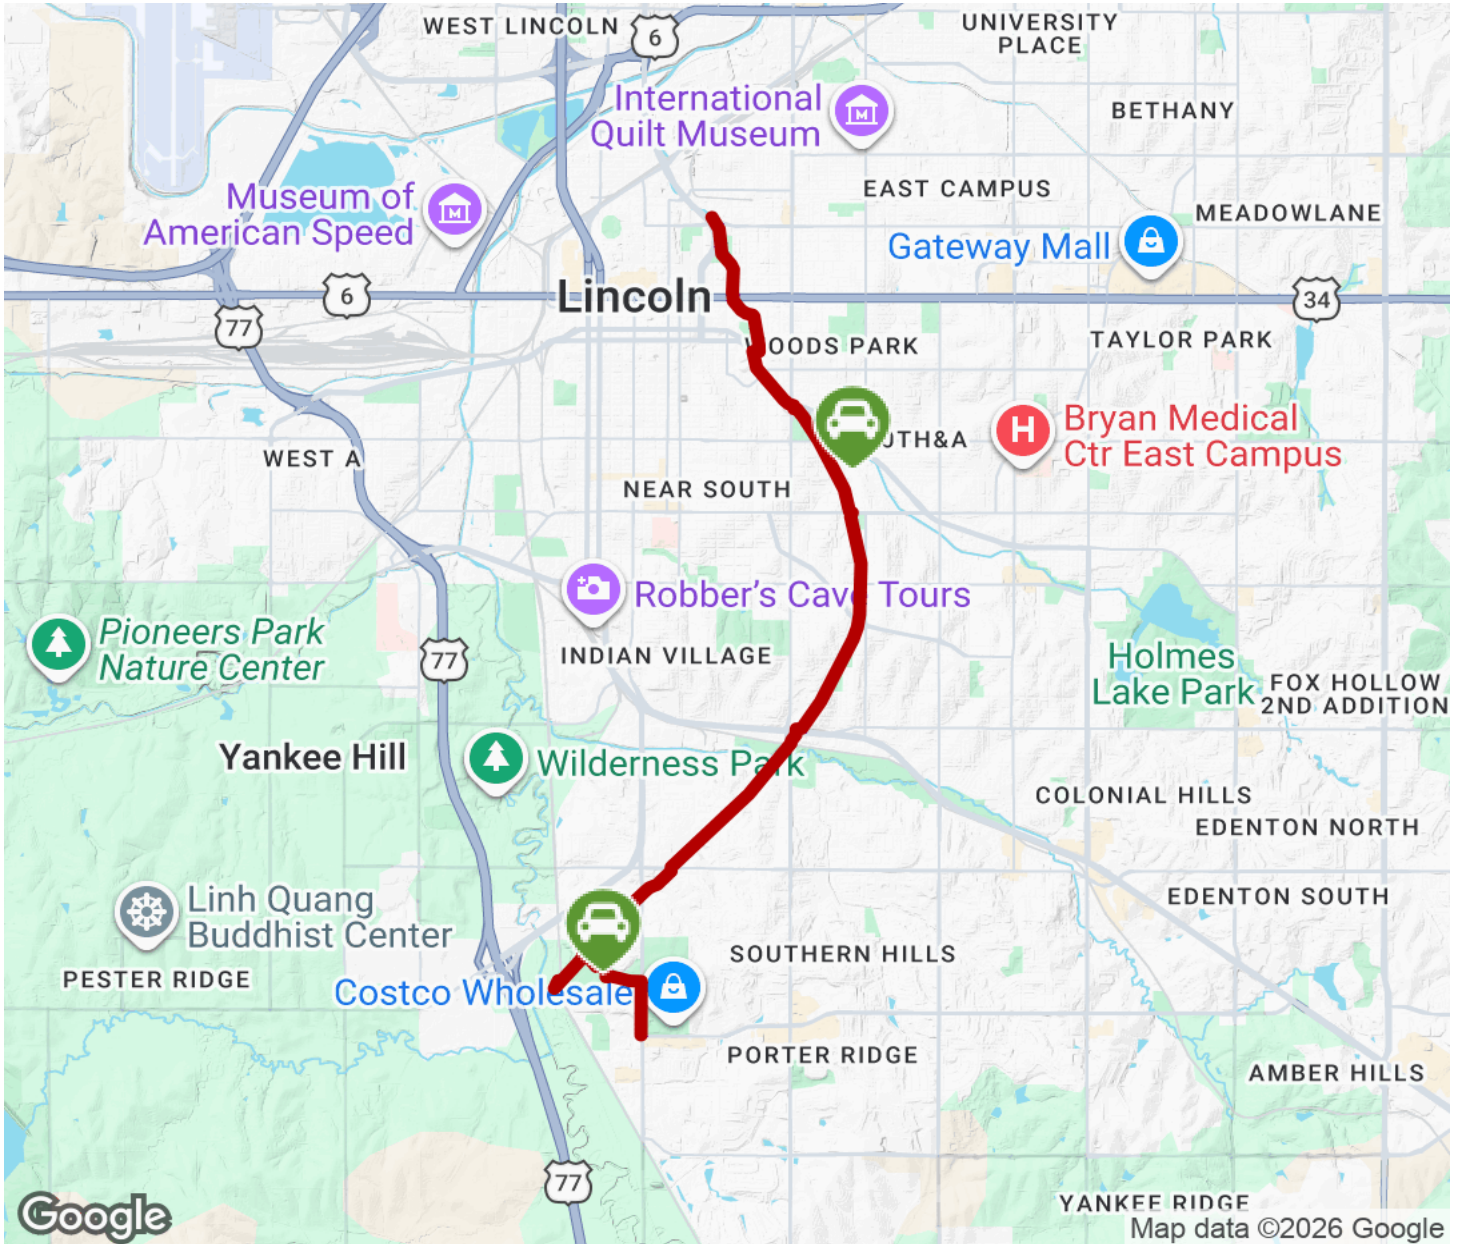 WEST LINCOLN
6
UNIVERSITY
PLACE
International
Quilt Museum
BETHANY
Museum of
American Speed
EAST CAMPUS
MEADOWLANE
Gateway Mall
6
Lincoln
34
77
WOODS PARK
TAYLOR PARK
Bryan Medical
Ctr East Campus
H
UTH&A
WEST A
NEAR SOUTH
Robber's Cave Tours
Pioneers Park
Nature Center
77
INDIAN VILLAGE
Holmes
Lake Park
FOX HOLLOW
2ND ADDITION
Yankee Hill
Wilderness Park
COLONIAL HILLS
EDENTON NORTH
Linh Quang
Buddhist Center
EDENTON SOUTH
PESTER RIDGE
SOUTHERN HILLS
Costco Wholesale
PORTER RIDGE
AMBER HILLS
77
YANKEE RIDGE
Google
Map data ©2026 Google